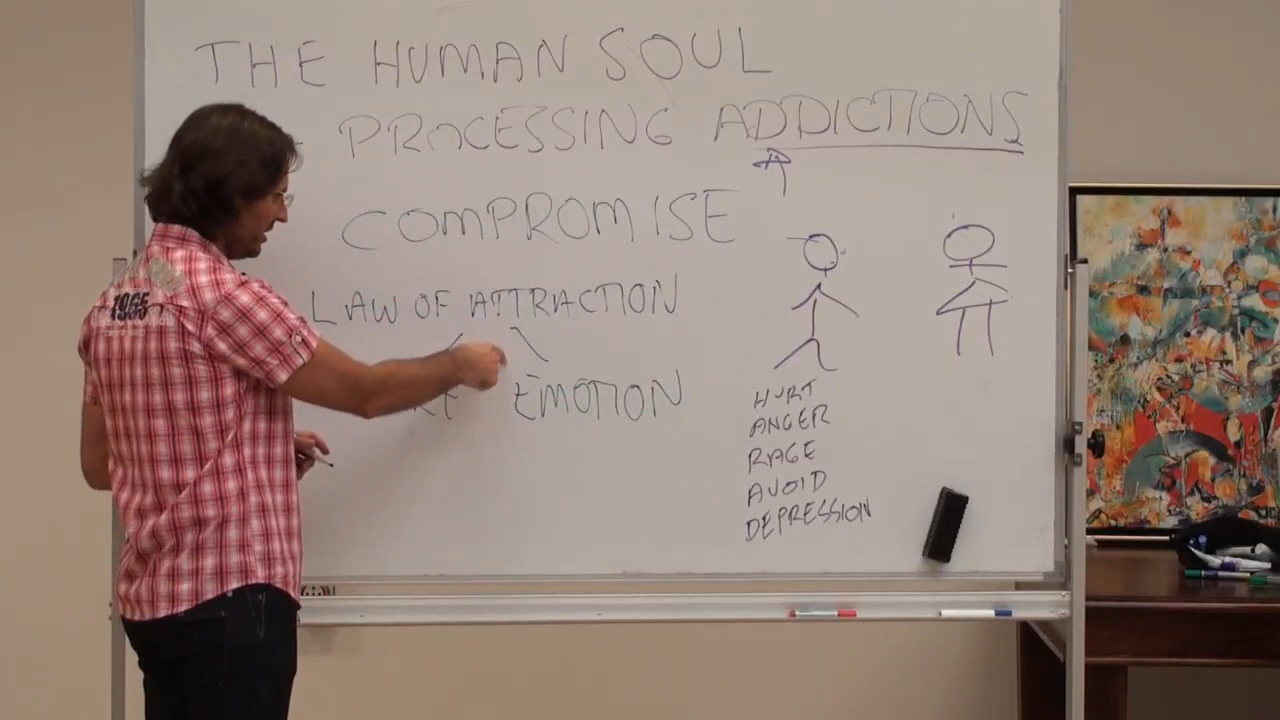 THE HUMAN SOUL
PROCESSING ADDICTIONS
COMPROMISE
LAW OF ATTRACTION
EMOTION
HURT
ANGER
RAGE
AVOID
DEPRESSION
1965